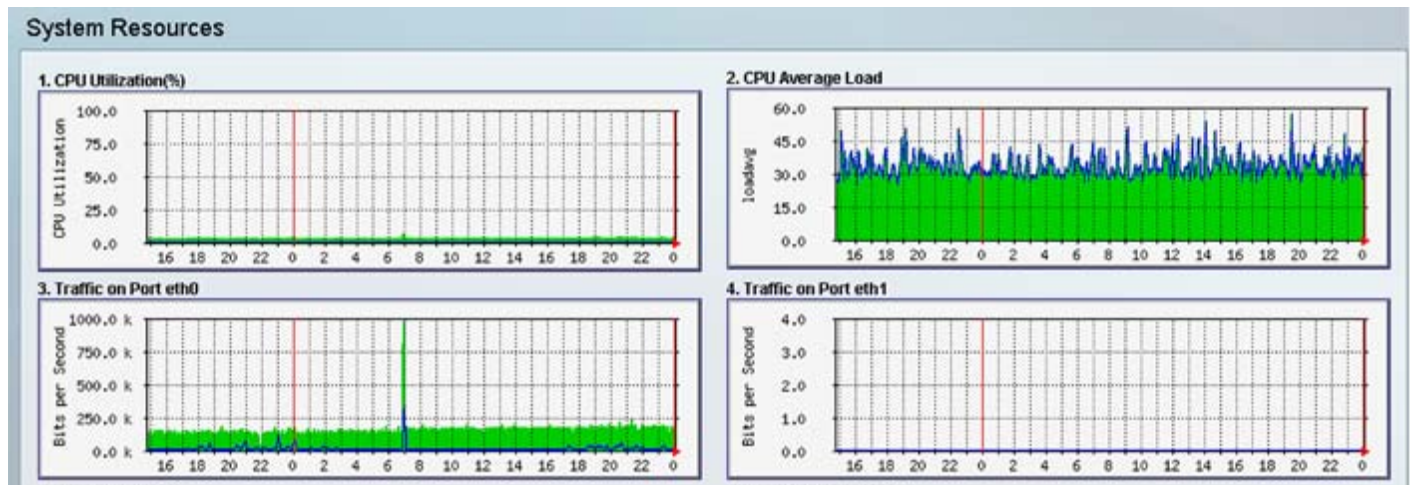 System Resources
1. CPU Utilization(%)
CPU Utilization
100.0
75.0
50.0
25.0
0.0
16 18 20 22 0 2 4 6 8 10 12 14 16 18 20 22 0
2. CPU Average Load
loadavg
60.0
45.0
30.0
15.0
0.0
16 18 20 22 0 2 4 6 8 10 12 14 16 18 20 22 0
3. Traffic on Port eth0
Bits per Second
1000.0 k
750.0 k
500.0 k
250.0 k
0.0 k
16 18 20 22 0 2 4 6 8 10 12 14 16 18 20 22 0
4. Traffic on Port eth1
Bits per Second
4.0
3.0
2.0
1.0
0.0
16 18 20 22 0 2 4 6 8 10 12 14 16 18 20 22 0